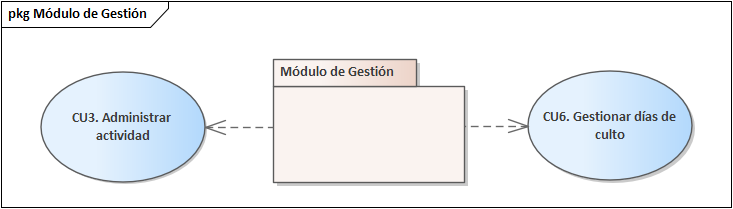 pkg Módulo de Gestión
Módulo de Gestión
CU3. Administrar
actividad
CU6. Gestionar días de
culto